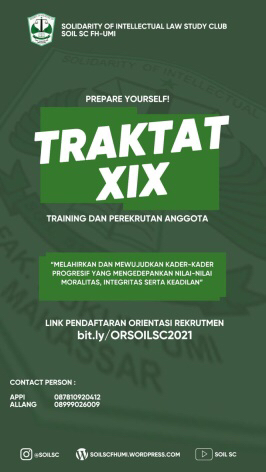 SOLIDARITY OF INTELLECTUAL LAW STUDY CLUB
SOIL SC FH-UMI
PREPARE YOURSELF!
TRAKTAT
XIX
TRAINING DAN PEREKRUTAN ANGGOTA
"MELAHIRKAN DAN MEWUJUDKAN KADER-KADER
PROGRESIF YANG MENGEDEPANKAN NILAI-NILAI
MORALITAS, INTEGRITAS SERTA KEADILAN"
LINK PENDAFTARAN ORIENTASI REKRUTMEN
bit.ly/ORSOILSC2021
CONTACT PERSON :
APPI 087810920412
ALLANG 08999026009
@SOILSC SOILSCFHUMI.WORDPRESS.COM SOIL SC